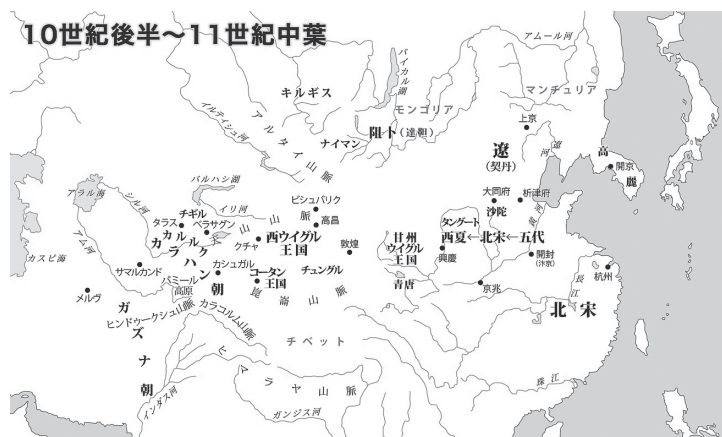 10世紀後半〜11世紀中葉
アムール河
バイカル湖
キルギス
マンチュリア
モンゴリア
イルティシュ河
アルタイ山脈
ナイマン
阻卜(達靼)
上京
遼
(契丹)
遼河
高麗
開京
バルハシ湖
アラル海
シル河
チギル
イリ河
タラス
ベラサグン
ビシュバリク
高昌
天山山脈
大同府
析津府
沙陀
黄河
タングート
西夏←北宋←五代
興慶
開封
(汴京)
アム河
カルルク
カラハン朝
クチャ
西ウイグル
王国
敦煌
甘州
ウイグル
王国
青唐
カスピ海
サマルカンド
カシュガル
コータン
王国
チュングル
パミール
高原
崑崙山脈
京兆
長江
杭州
メルヴ
ガズナ朝
ヒンドゥークシュ山脈
カラコルム山脈
北宋
チベット
ヒマラヤ山脈
インダス河
ガンジス河
珠江